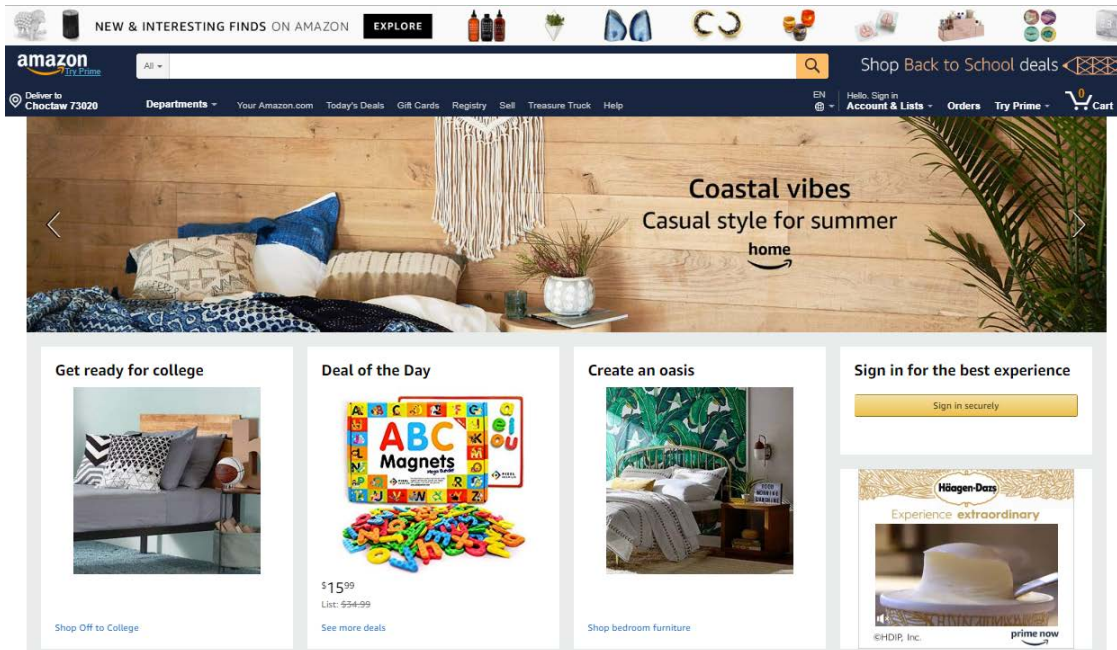 NEW & INTERESTING FINDS ON AMAZON EXPLORE
amazon
Try Prime
All
Shop Back to School deals
Deliver to
Choctaw 73020
Departments
Your Amazon.com Today's Deals Gift Cards Registry Sell Treasure Truck Help
EN
Hello. Sign in
Account & Lists
Orders
Try Prime
0
Cart
Coastal vibes
Casual style for summer
home
Get ready for college
Shop Off to College
Deal of the Day
ABC
Magnets
$1599
List: $34.99
See more deals
Create an oasis
Shop bedroom furniture
Sign in for the best experience
Sign in securely
Häagen-Dazs
Experience extraordinary
©HDIP, Inc.
prime now